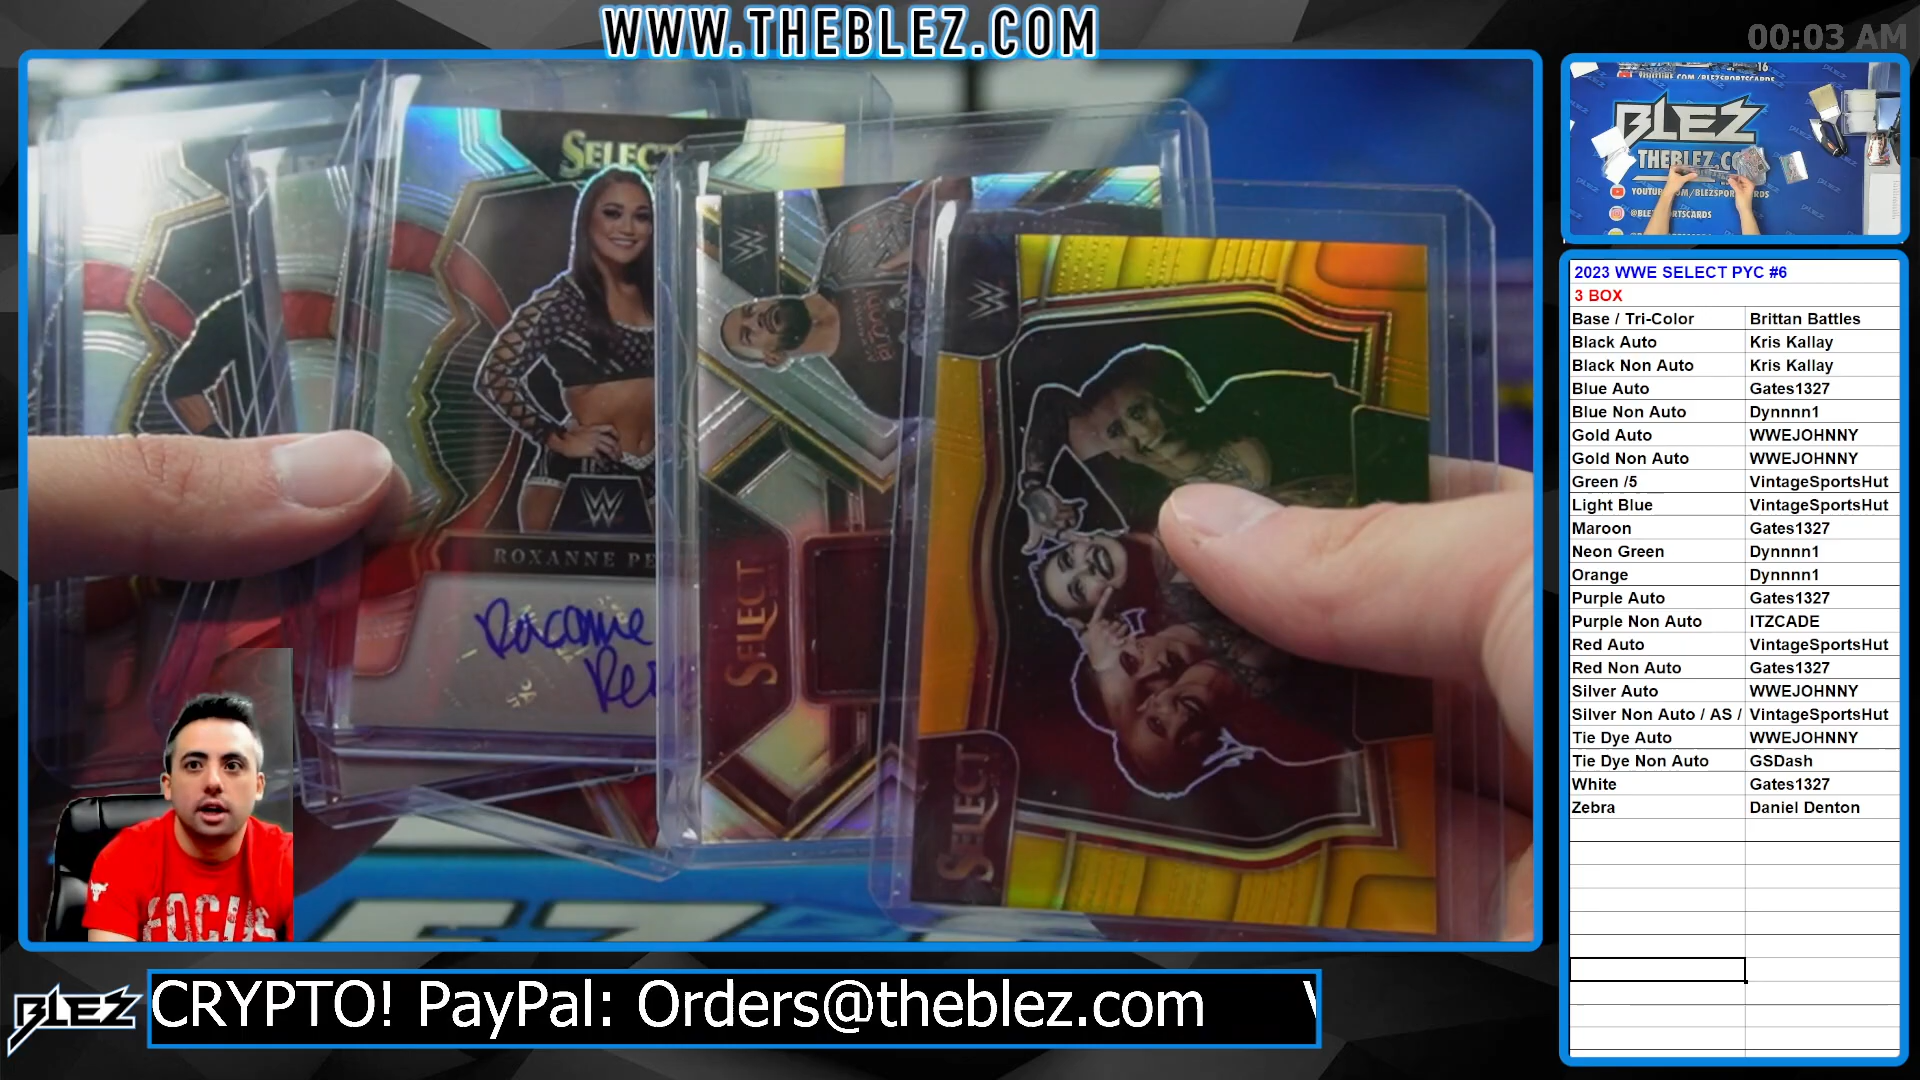 WWW.THEBLEZ.COM
00:03 AM
SELECT
ROXANNE PE
Roxanne
SELECT
SELECT
FOCUS
BLEZ
CRYPTO! PayPal: Orders@theblez.com
BLEZ
THEBLEZ.CO
2023 WWE SELECT PYC #6
3 BOX
Base / Tri-Color Brittan Battles
Black Auto Kris Kallay
Black Non Auto Kris Kallay
Blue Auto Gates1327
Blue Non Auto Dynnnn1
Gold Auto WWEJOHNNY
Gold Non Auto WWEJOHNNY
Green /5 VintageSportsHut
Light Blue VintageSportsHut
Maroon Gates1327
Neon Green Dynnnn1
Orange Dynnnn1
Purple Auto Gates1327
Purple Non Auto ITZCADE
Red Auto VintageSportsHut
Red Non Auto Gates1327
Silver Auto WWEJOHNNY
Silver Non Auto / AS / VintageSportsHut
Tie Dye Auto WWEJOHNNY
Tie Dye Non Auto GSDash
White Gates1327
Zebra Daniel Denton